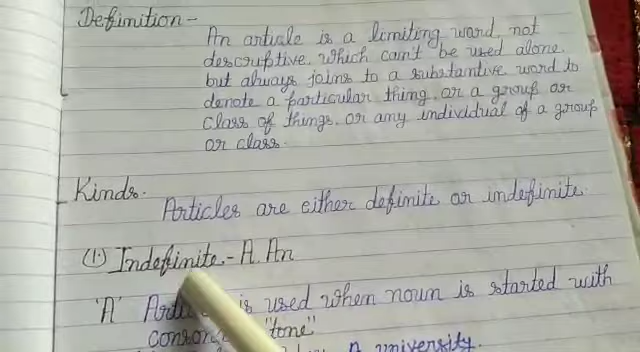 Definition -
An article is a limiting word, not
descriptive, which can't be used alone,
but always joins to a substantive word to
denote a particular thing, or a group or
class of things, or any individual of a group
or class.
Kinds.
Articles are either definite or indefinite.
(1.) Indefinite - A, An
'A' is used when noun is started with
"tone"
A university.